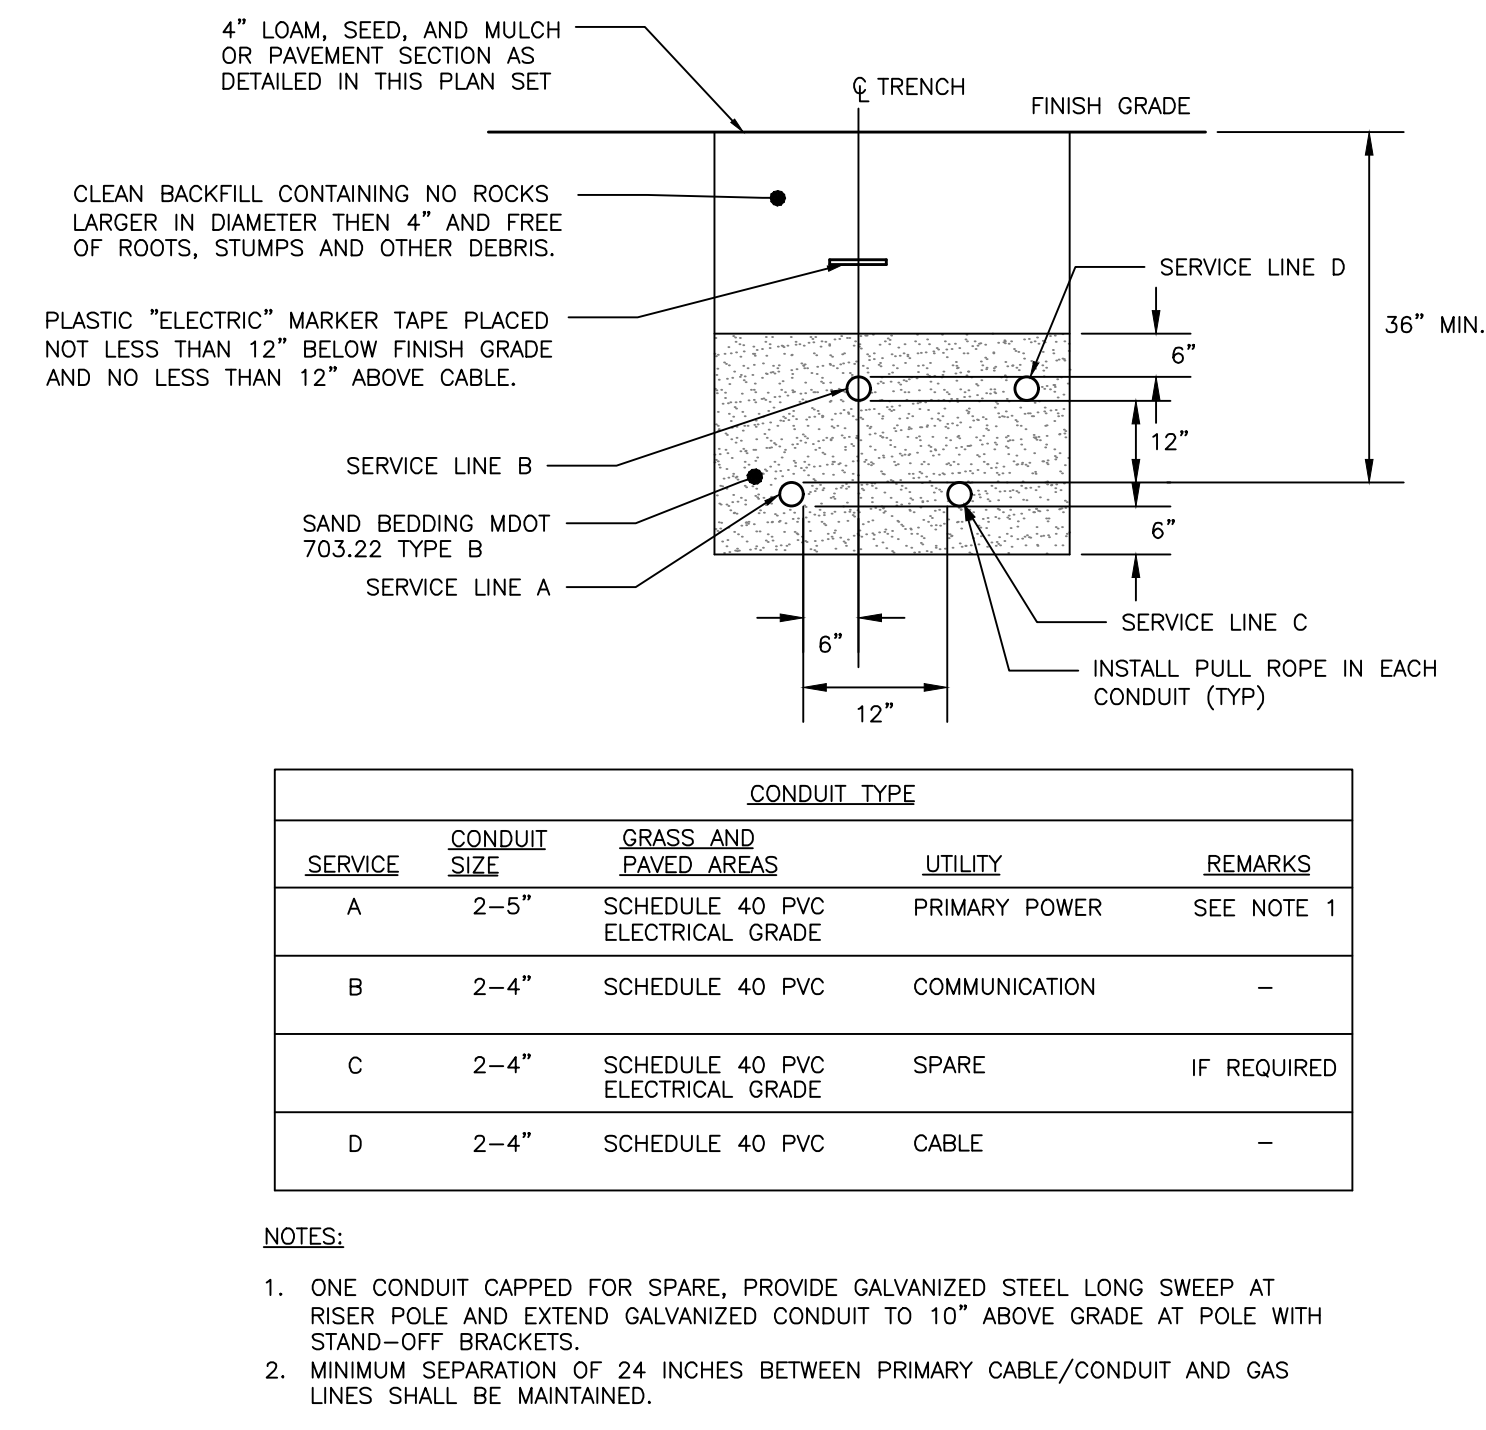 4” LOAM, SEED, AND MULCH
OR PAVEMENT SECTION AS
DETAILED IN THIS PLAN SET
℄ TRENCH
FINISH GRADE
CLEAN BACKFILL CONTAINING NO ROCKS
LARGER IN DIAMETER THEN 4” AND FREE
OF ROOTS, STUMPS AND OTHER DEBRIS.
SERVICE LINE D
PLASTIC ”ELECTRIC” MARKER TAPE PLACED
NOT LESS THAN 12” BELOW FINISH GRADE
AND NO LESS THAN 12” ABOVE CABLE.
36” MIN.
6”
12”
SERVICE LINE B
SAND BEDDING MDOT
703.22 TYPE B
6”
SERVICE LINE A
SERVICE LINE C
6”
INSTALL PULL ROPE IN EACH
CONDUIT (TYP)
12”
CONDUIT TYPE
SERVICE CONDUIT SIZE GRASS AND PAVED AREAS UTILITY REMARKS
A 2–5” SCHEDULE 40 PVC PRIMARY POWER SEE NOTE 1
ELECTRICAL GRADE
B 2–4” SCHEDULE 40 PVC COMMUNICATION –
C 2–4” SCHEDULE 40 PVC SPARE IF REQUIRED
ELECTRICAL GRADE
D 2–4” SCHEDULE 40 PVC CABLE –
NOTES:
1. ONE CONDUIT CAPPED FOR SPARE, PROVIDE GALVANIZED STEEL LONG SWEEP AT
RISER POLE AND EXTEND GALVANIZED CONDUIT TO 10” ABOVE GRADE AT POLE WITH
STAND–OFF BRACKETS.
2. MINIMUM SEPARATION OF 24 INCHES BETWEEN PRIMARY CABLE/CONDUIT AND GAS
LINES SHALL BE MAINTAINED.